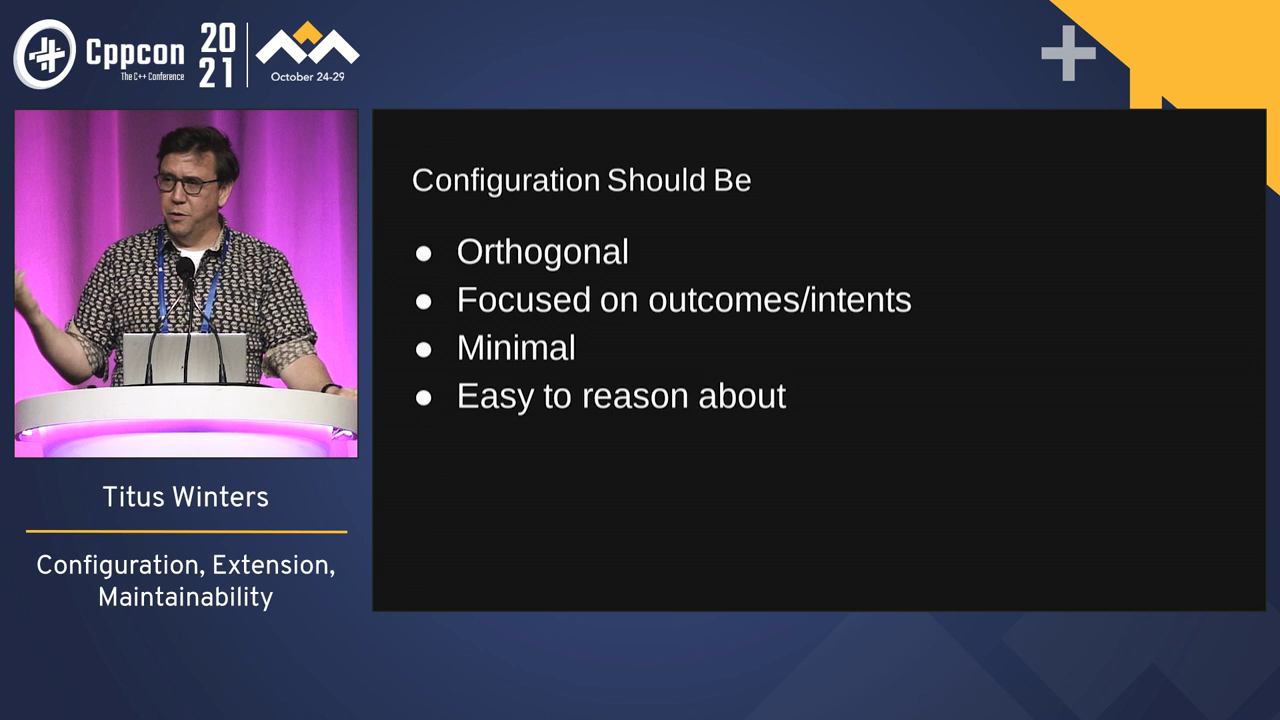 Cppcon
The C++ Conference
20
21
October 24-29
Configuration Should Be
● Orthogonal
● Focused on outcomes/intents
● Minimal
● Easy to reason about
Titus Winters
Configuration, Extension,
Maintainability